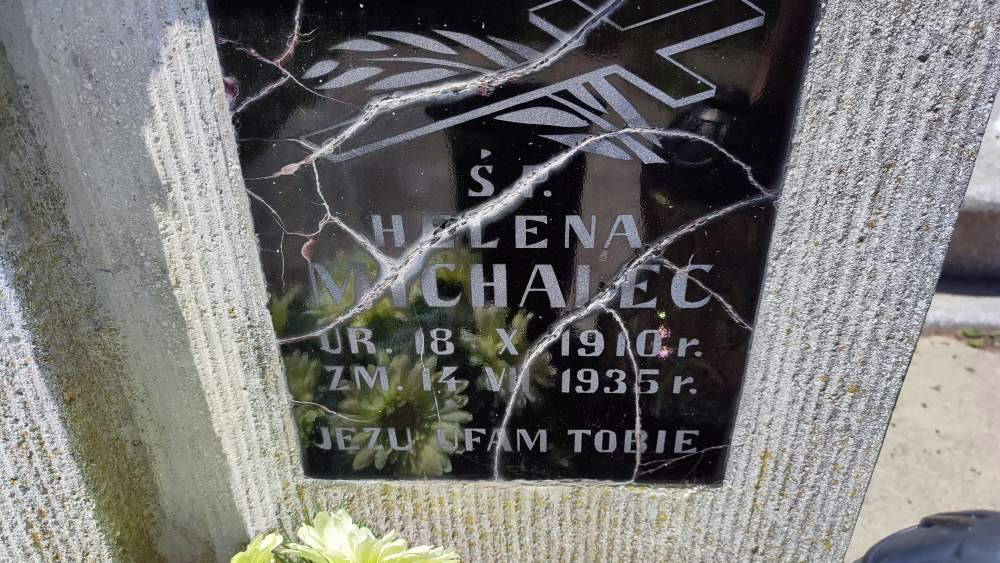 Ś P.
HELENA
MICHALEC
UR. 18 X 1910 r.
ZM. 14 VII 1935 r.
JEZU UFAM TOBIE